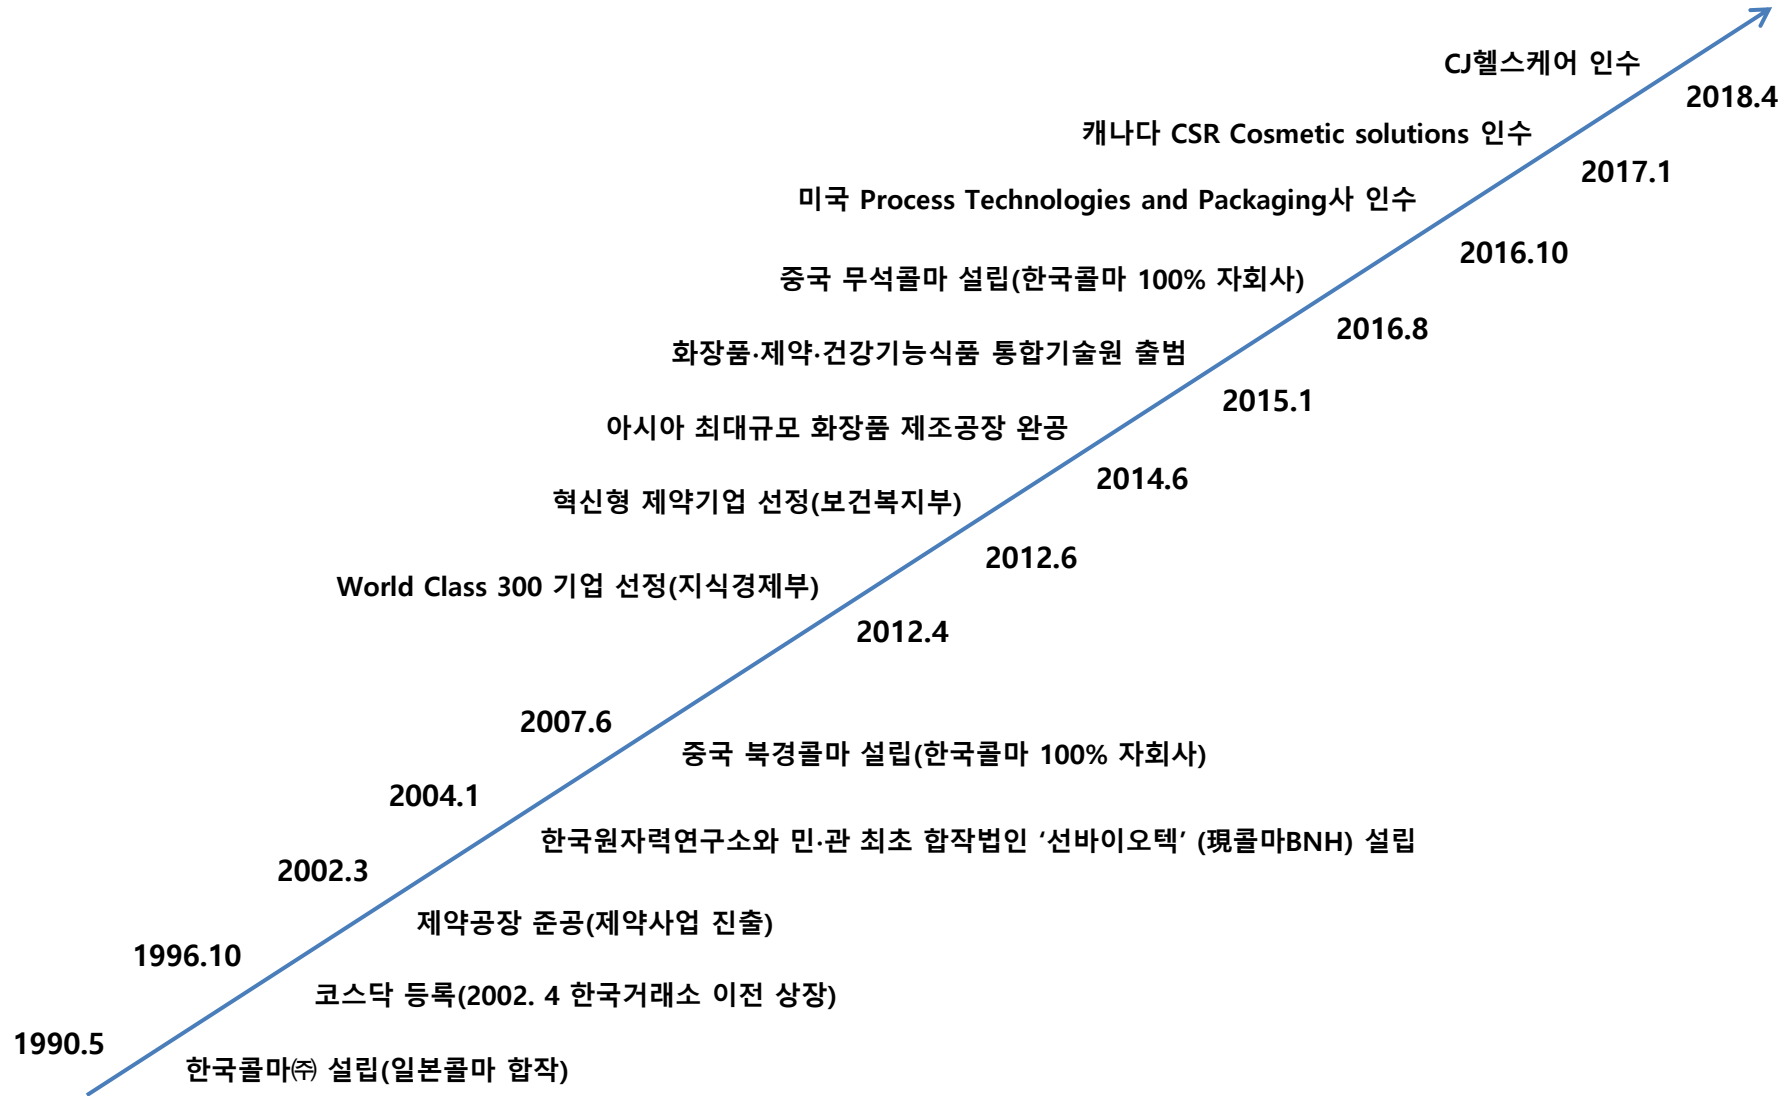 CJ헬스케어 인수
2018.4
캐나다 CSR Cosmetic solutions 인수
2017.1
미국 Process Technologies and Packaging사 인수
2016.10
중국 무석콜마 설립(한국콜마 100% 자회사)
2016.8
화장품·제약·건강기능식품 통합기술원 출범
2015.1
아시아 최대규모 화장품 제조공장 완공
2014.6
혁신형 제약기업 선정(보건복지부)
2012.6
World Class 300 기업 선정(지식경제부)
2012.4
2007.6
중국 북경콜마 설립(한국콜마 100% 자회사)
2004.1
한국원자력연구소와 민·관 최초 합작법인 ‘선바이오텍’ (現콜마BNH) 설립
2002.3
제약공장 준공(제약사업 진출)
1996.10
코스닥 등록(2002. 4 한국거래소 이전 상장)
1990.5
한국콜마㈜ 설립(일본콜마 합작)